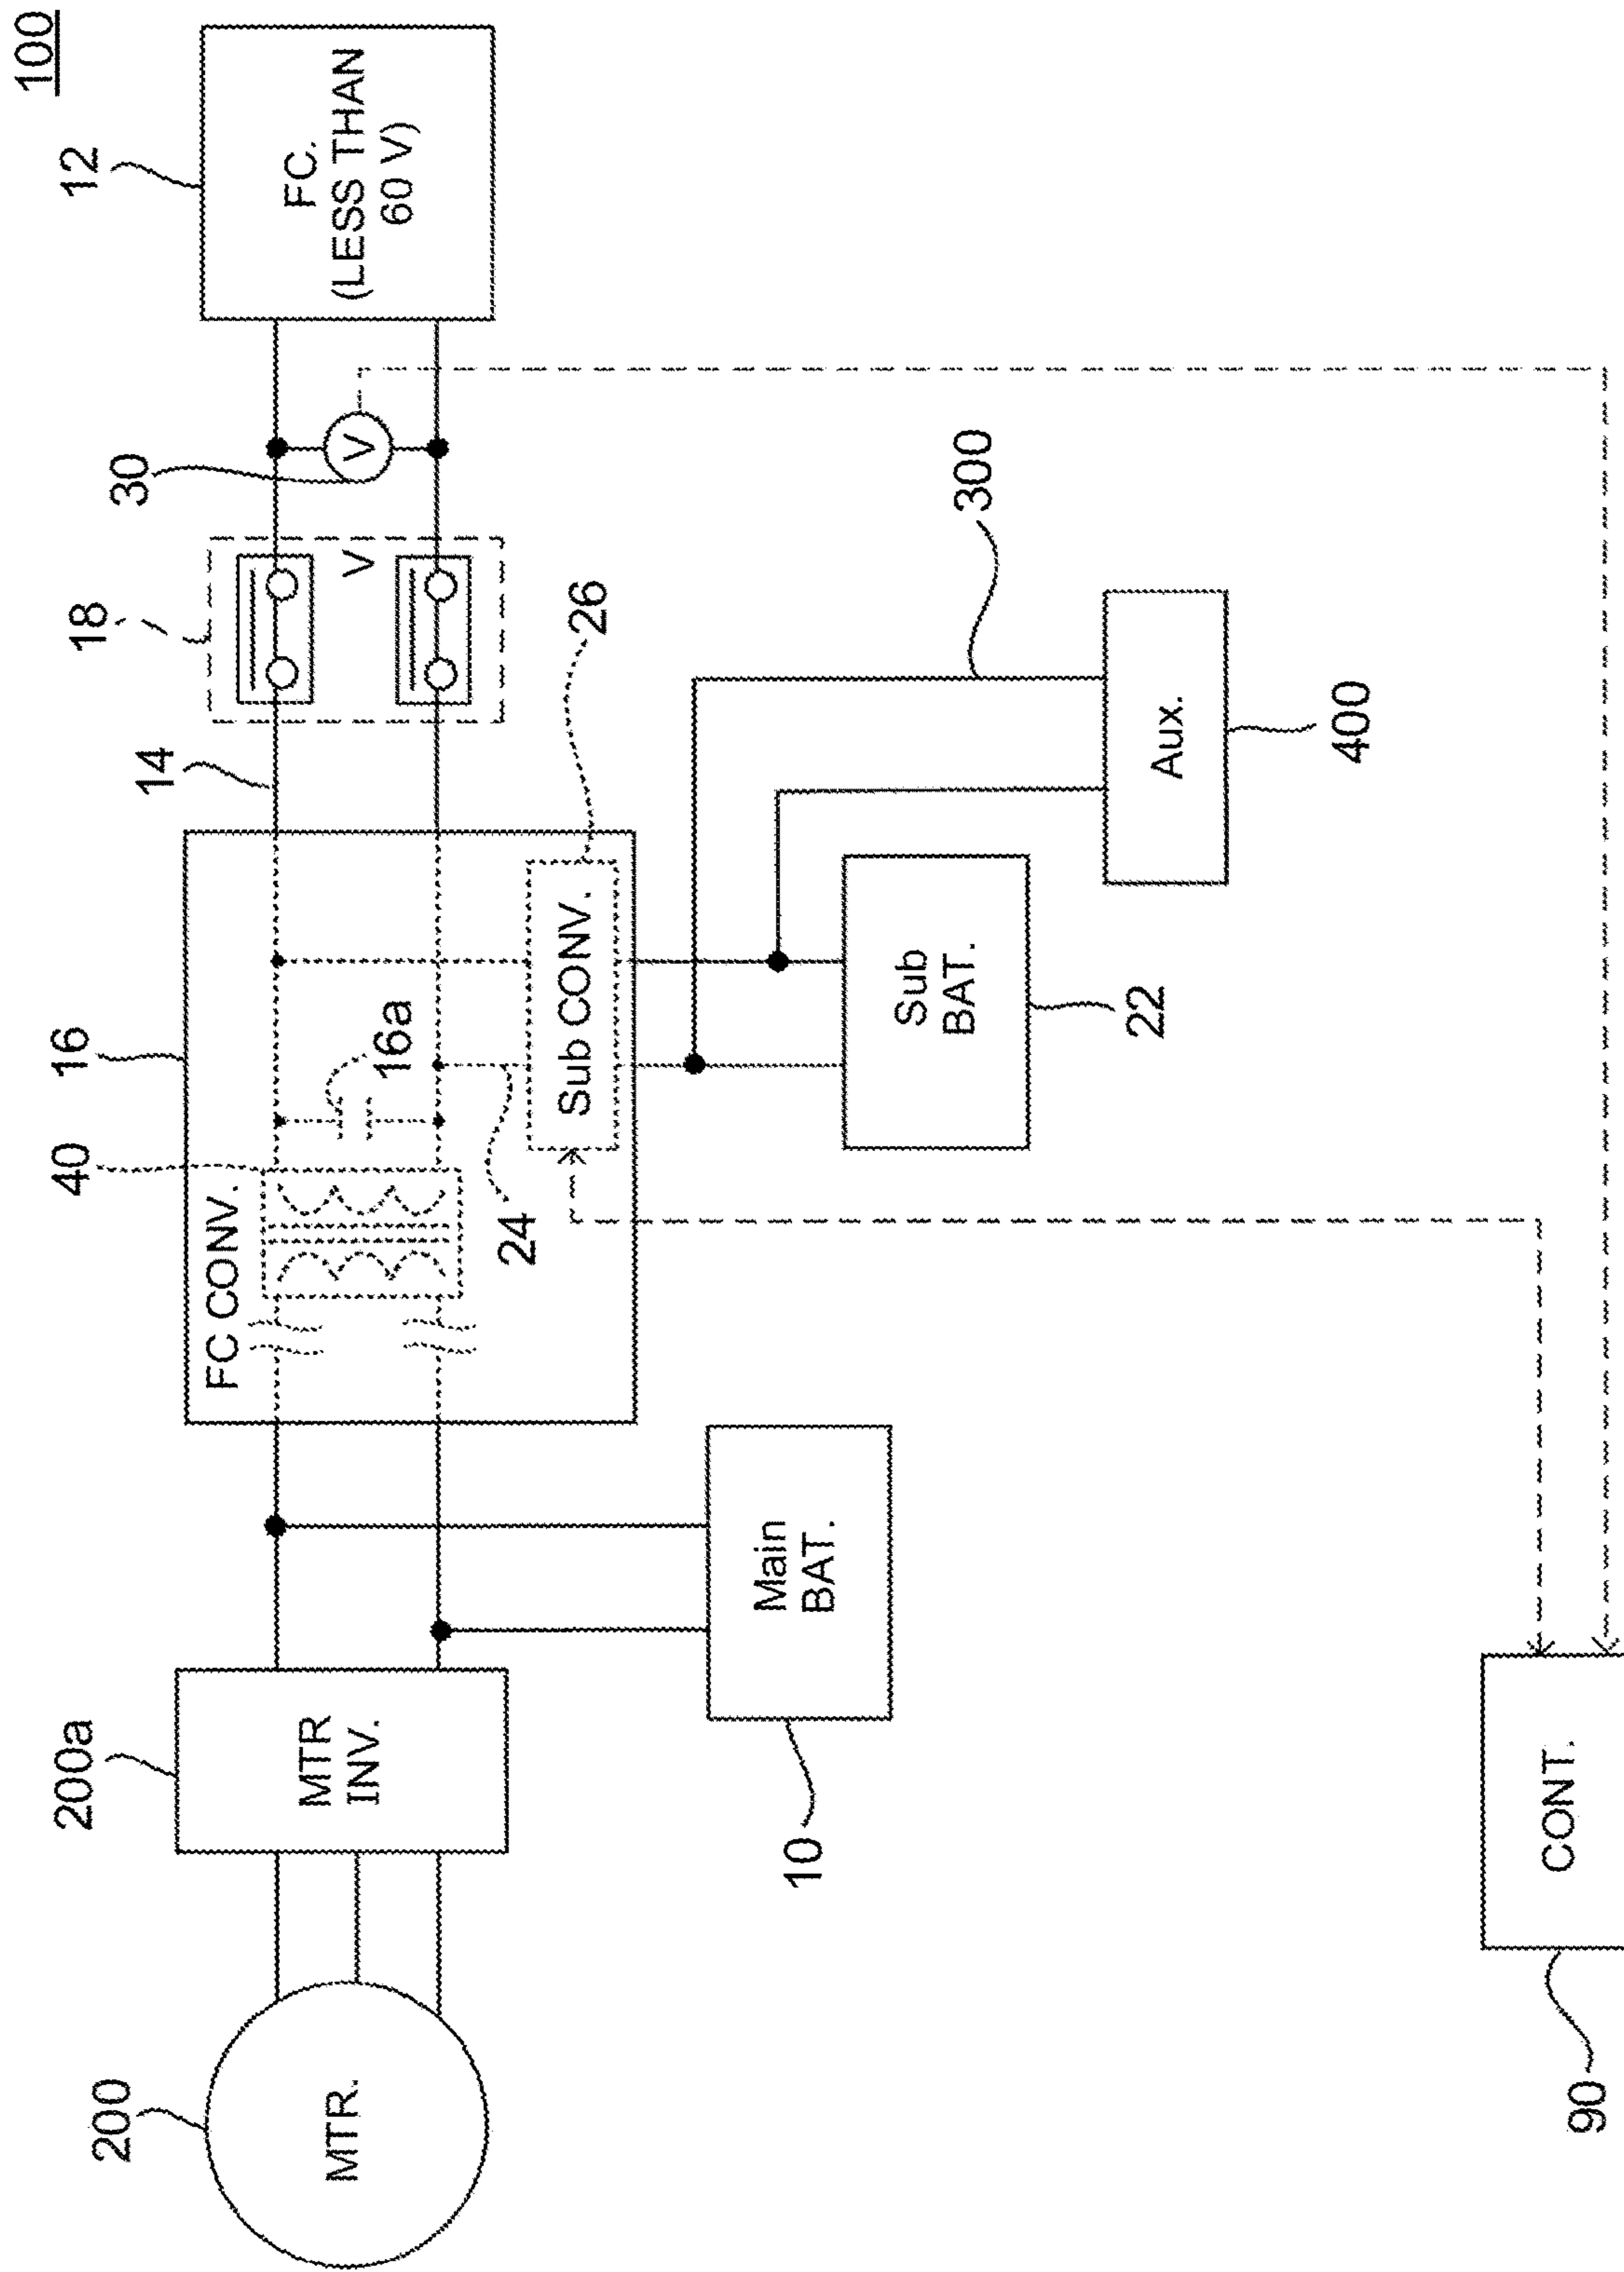 100
12
FC.
(LESS THAN
60 V)
30
V
18
V
14
16
16a
40
FC CONV.
24
Sub CONV.
26
300
Aux.
400
Sub
BAT.
22
200a
MTR
INV.
Main
BAT.
10
200
MTR.
CONT.
90